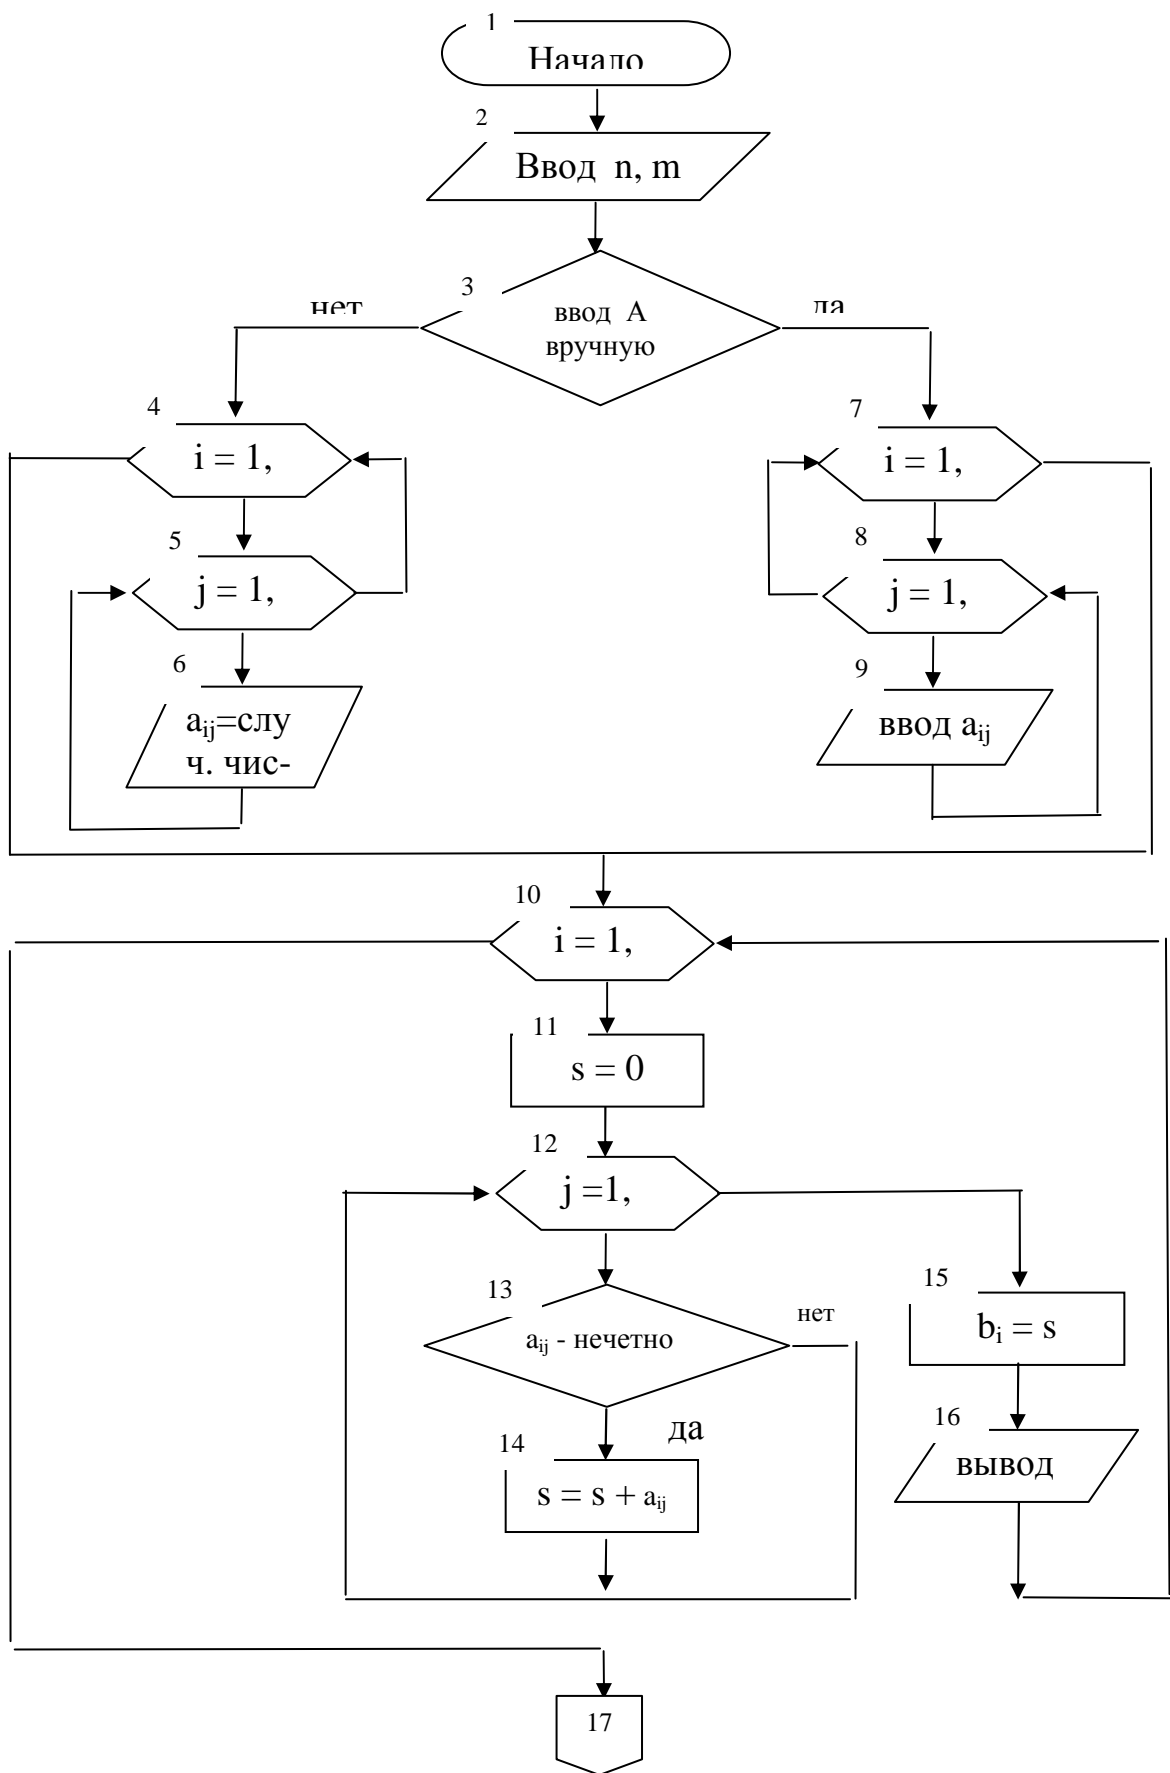 1
Начало
2
Ввод n, m
3
нет
ввод А
вручную
да
4
i = 1,
7
i = 1,
5
j = 1,
8
j = 1,
6
aij=слу
ч. чис-
9
ввод aij
10
i = 1,
11
s = 0
12
j =1,
13
aij - нечетно
нет
15
bi = s
да
14
s = s + aij
16
вывод
17